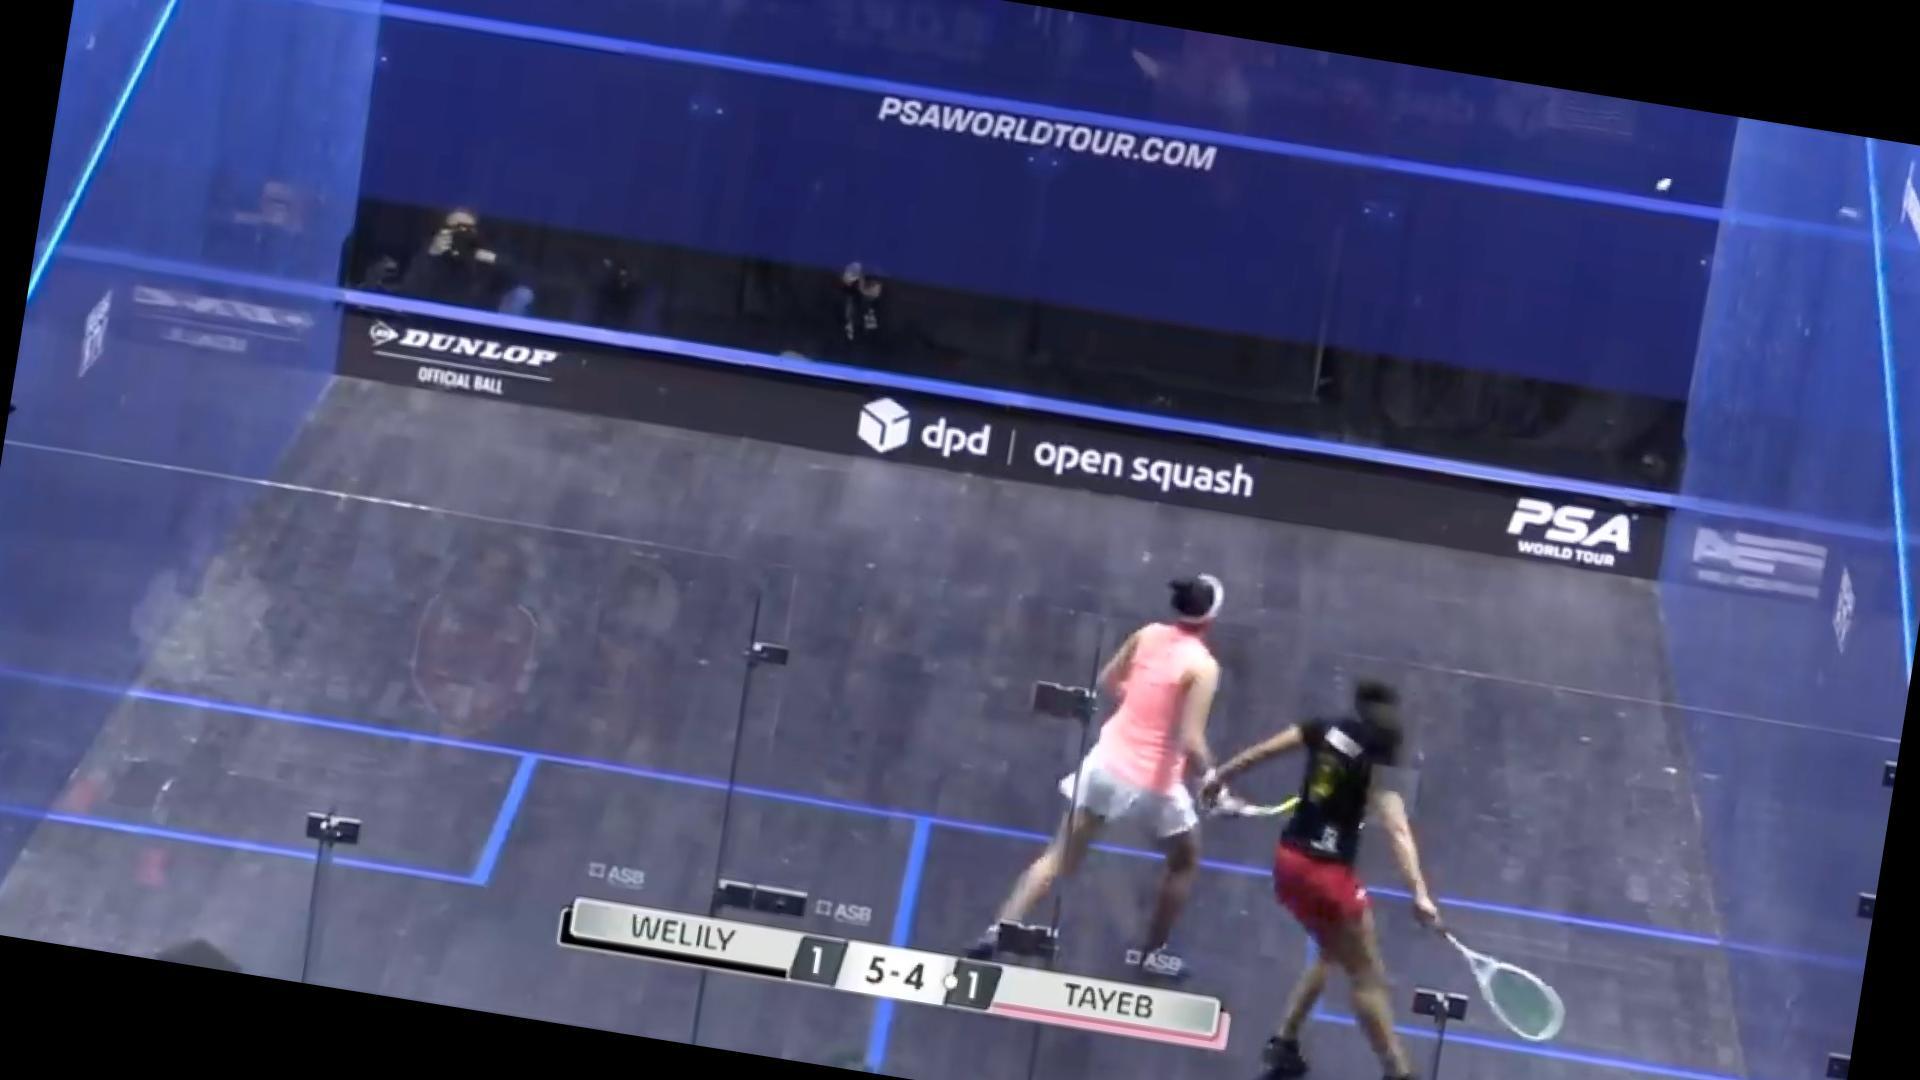 PSAWORLDTOUR.COM
DUNLOP
OFFICIAL BALL
dpd | open squash
PSA
WORLD TOUR
ASB
ASB
ASB
WELILY 1 5-4 1 TAYEB